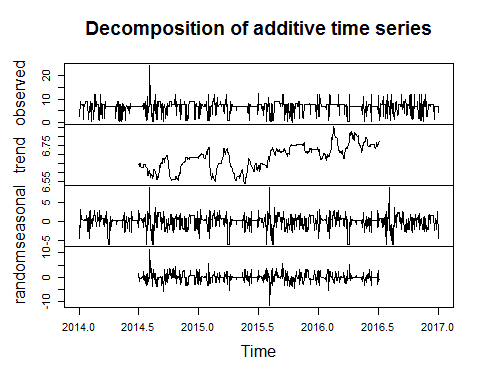 Decomposition of additive time series
observed
0 10 20
trend
6.55 6.75
seasonal
-5 0 5
random
-10 0 10
2014.0 2014.5 2015.0 2015.5 2016.0 2016.5 2017.0
Time